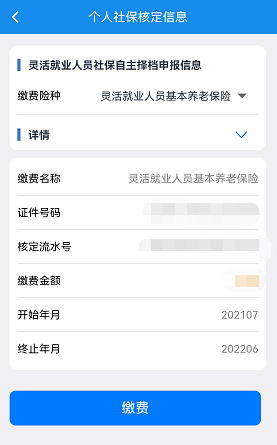 个人社保核定信息
灵活就业人员社保自主择档申报信息
缴费险种 灵活就业人员基本养老保险
详情
缴费名称 灵活就业人员基本养老保险
证件号码
核定流水号
缴费金额
开始年月 202107
终止年月 202206
缴费